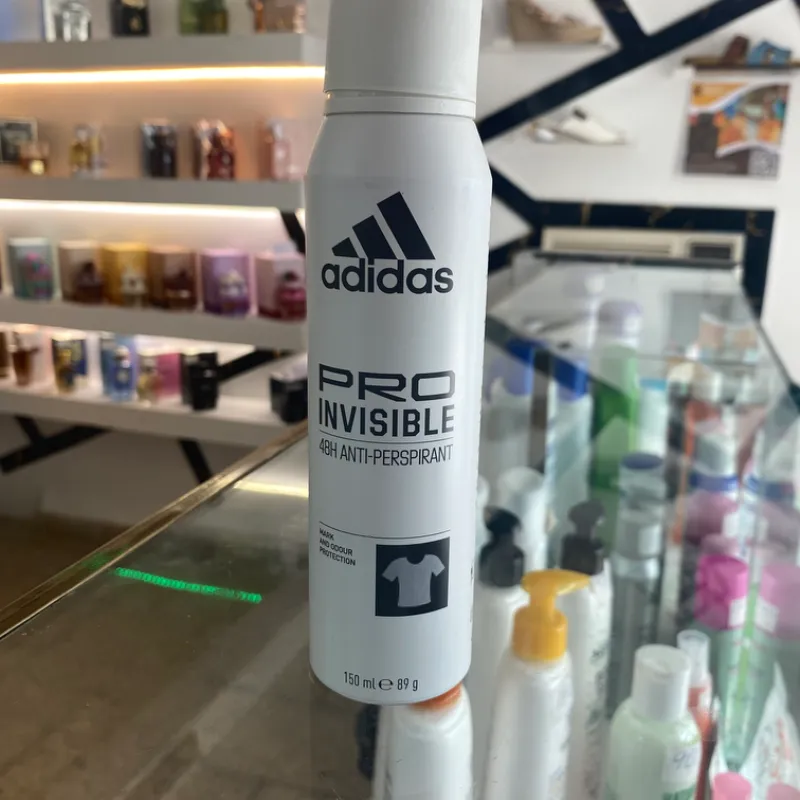 adidas
PRO
INVISIBLE
48H ANTI-PERSPIRANT
MARK
AND ODOUR
PROTECTION
150 ml ℮ 89 g